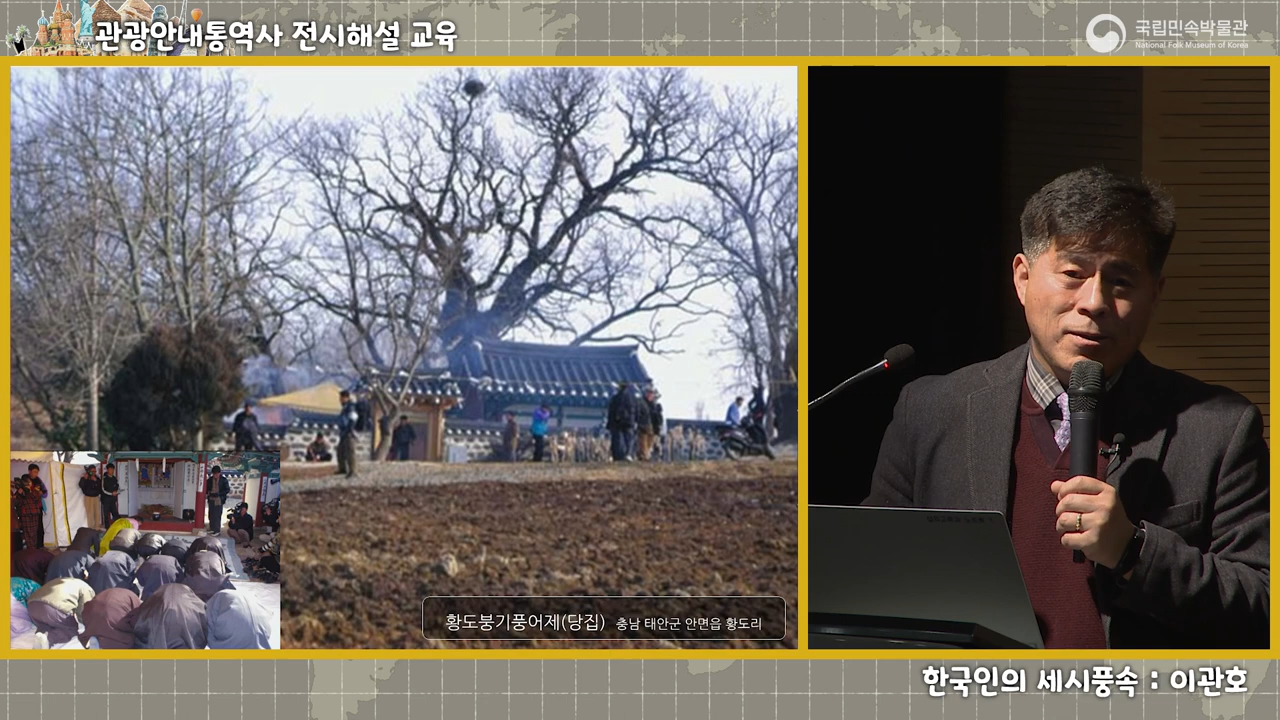 관광안내통역사 전시해설 교육
국립민속박물관
National Folk Museum of Korea
황도붕기풍어제(당집) 충남 태안군 안면읍 황도리
한국인의 세시풍속 : 이관호